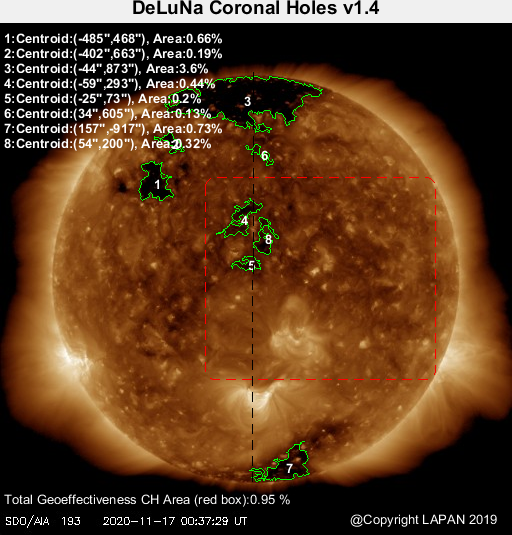 DeLuNa Coronal Holes v1.4
1:Centroid:(-485",468"), Area:0.66%
2:Centroid:(-402",663"), Area:0.19%
3:Centroid:(-44",873"), Area:3.6%
4:Centroid:(-59",293"), Area:0.44%
5:Centroid:(-25",73"), Area:0.2%
6:Centroid:(34",605"), Area:0.13%
7:Centroid:(157",-917"), Area:0.73%
8:Centroid:(54",200"), Area:0.32%
3
2
6
1
4
8
5
7
Total Geoeffectiveness CH Area (red box):0.95 %
SDO/AIA 193 2020-11-17 00:37:29 UT
@Copyright LAPAN 2019